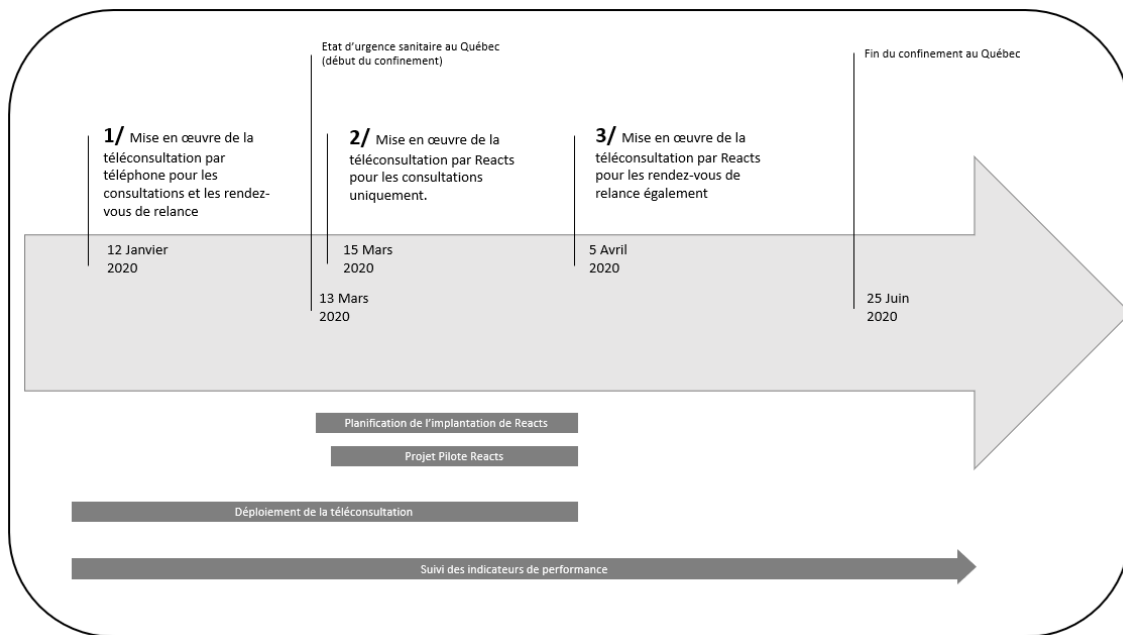 Etat d’urgence sanitaire au Québec
(début du confinement)
Fin du confinement au Québec
1/ Mise en œuvre de la
téléconsultation par
téléphone pour les
consultations et les rendez-
vous de relance
2/ Mise en œuvre de la
téléconsultation par Reacts
pour les consultations
uniquement.
3/ Mise en œuvre de la
téléconsultation par Reacts
pour les rendez-vous de
relance également
12 Janvier
2020
15 Mars
2020
5 Avril
2020
13 Mars
2020
25 Juin
2020
Planification de l’implantation de Reacts
Projet Pilote Reacts
Déploiement de la téléconsultation
Suivi des indicateurs de performance